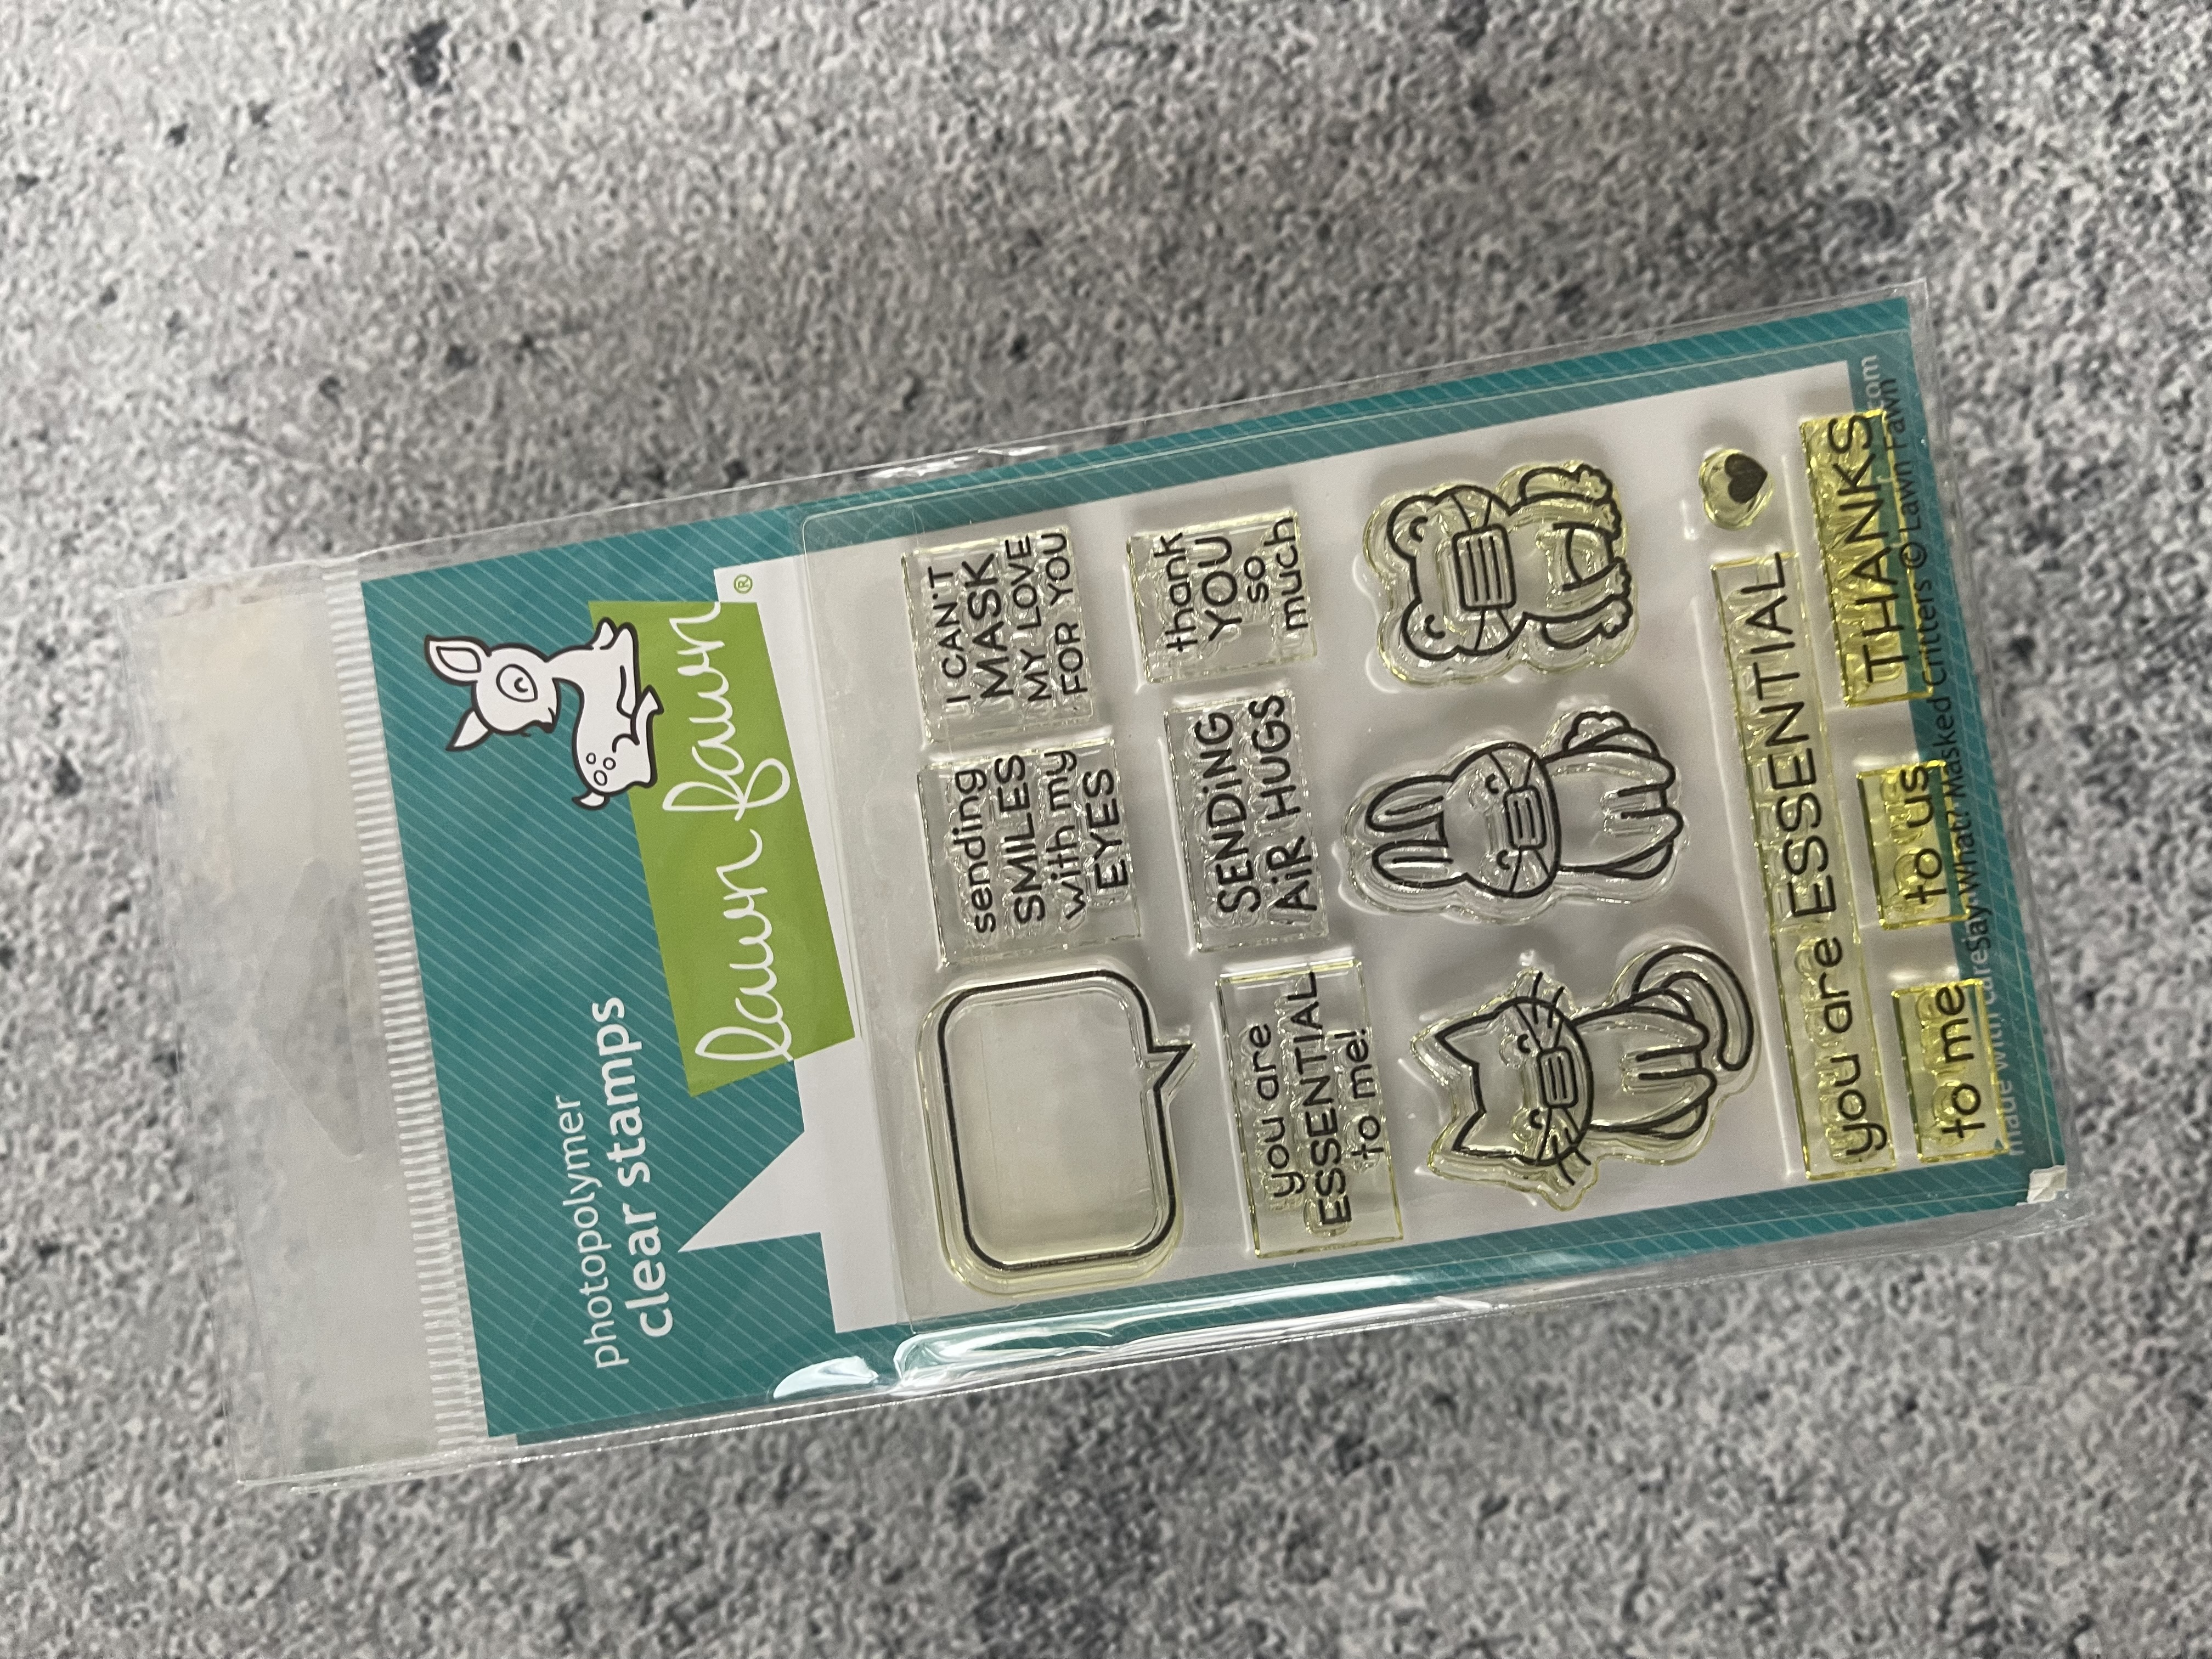 photopolymer
clear stamps
lawn fawn®
sending
SMILES
with my
EYES
I CAN'T
MASK
MY LOVE
FOR YOU
you are
ESSENTIAL
to me!
SENDiNG
AiR HUGS
thank
YOU
so
much
you are ESSENTIAL
to me
to us
THANKS
Say What? Masked Critters © Lawn Fawn
made with care
.com